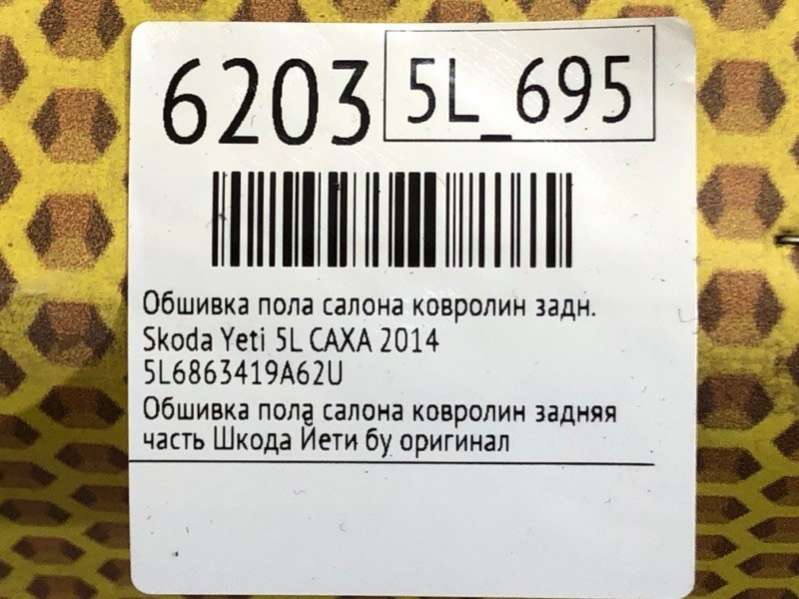 6203 5L_695
Обшивка пола салона ковролин задн.
Skoda Yeti 5L CAXA 2014
5L6863419A62U
Обшивка пола салона ковролин задняя
часть Шкода Йети бу оригинал